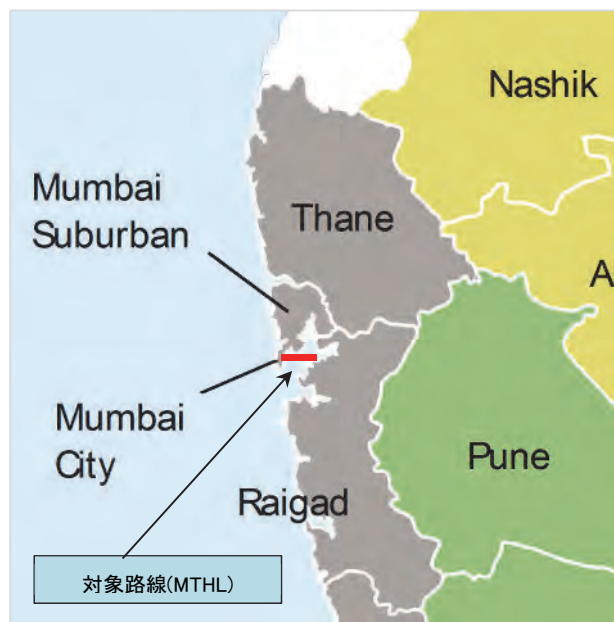 Nashik
Mumbai
Suburban
Thane
A
Mumbai
City
Pune
Raigad
対象路線(MTHL)